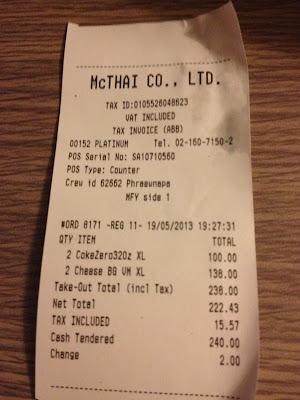 McTHAI CO., LTD.
TAX ID:0105526048623
VAT INCLUDED
TAX INVOICE (ABB)
00152 PLATINUM Tel. 02-160-7150-2
POS Serial No: SA10710560
POS Type: Counter
Crew id 62662 Phraewnapa
MFY side 1
#ORD 8171 -REG 11- 19/05/2013 19:27:31
QTY ITEM TOTAL
2 CokeZero32Oz XL 100.00
2 Cheese BG VM XL 138.00
Take-Out Total (incl Tax) 238.00
Net Total 222.43
TAX INCLUDED 15.57
Cash Tendered 240.00
Change 2.00